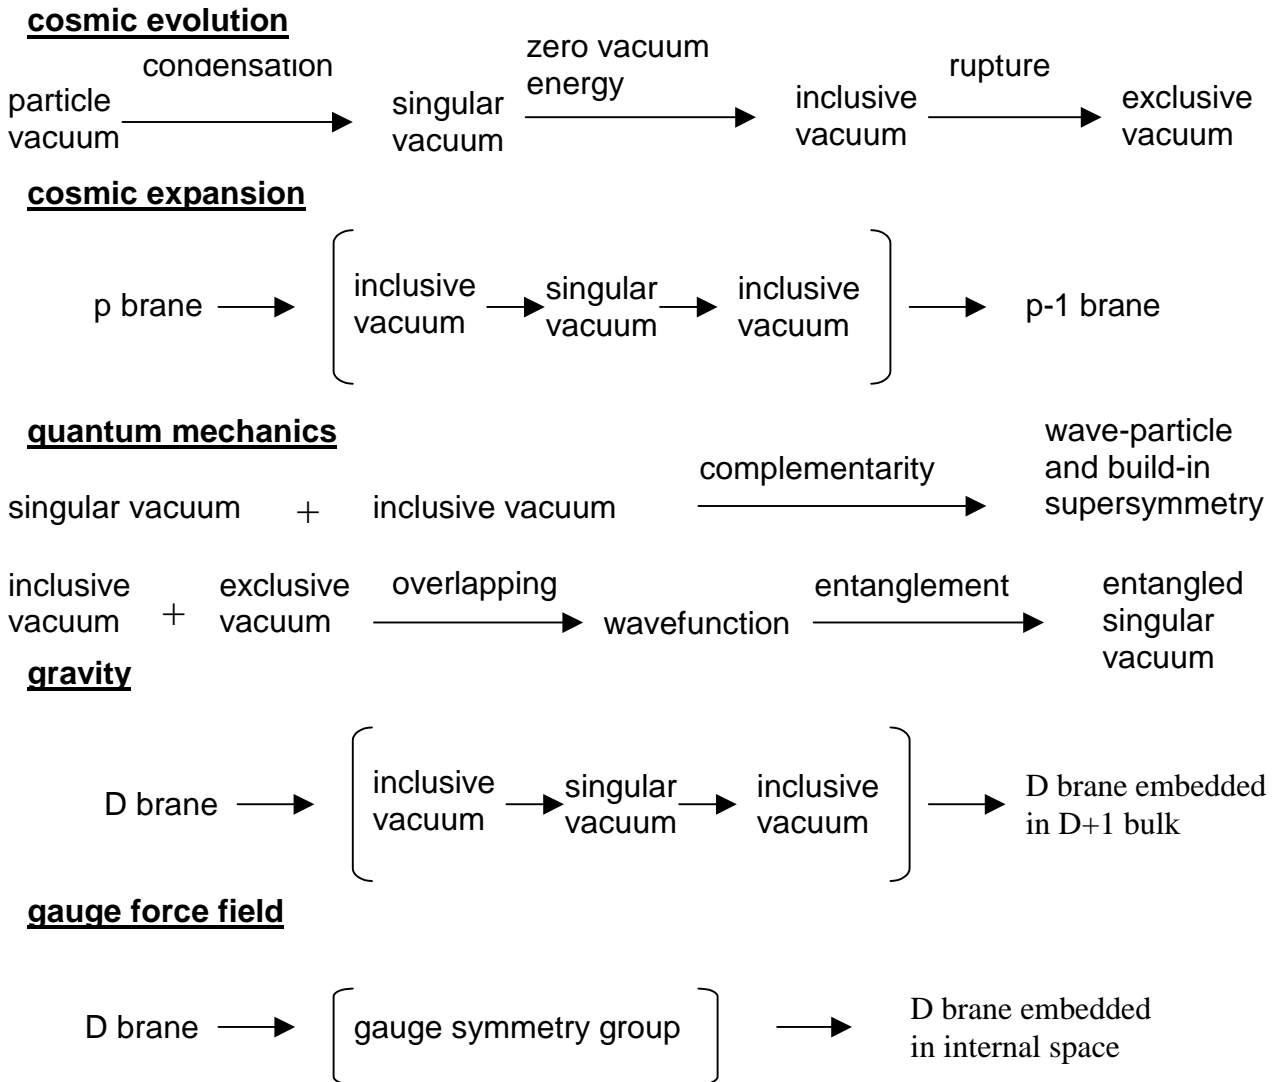 cosmic evolution
condensation
zero vacuum
energy
rupture
particle
vacuum
singular
vacuum
inclusive
vacuum
exclusive
vacuum
cosmic expansion
p brane
inclusive
vacuum
singular
vacuum
inclusive
vacuum
p-1 brane
quantum mechanics
singular vacuum + inclusive vacuum
complementarity
wave-particle
and build-in
supersymmetry
inclusive
vacuum
+
exclusive
vacuum
overlapping
wavefunction
entanglement
entangled
singular
vacuum
gravity
D brane
inclusive
vacuum
singular
vacuum
inclusive
vacuum
D brane embedded
in D+1 bulk
gauge force field
D brane
gauge symmetry group
D brane embedded
in internal space